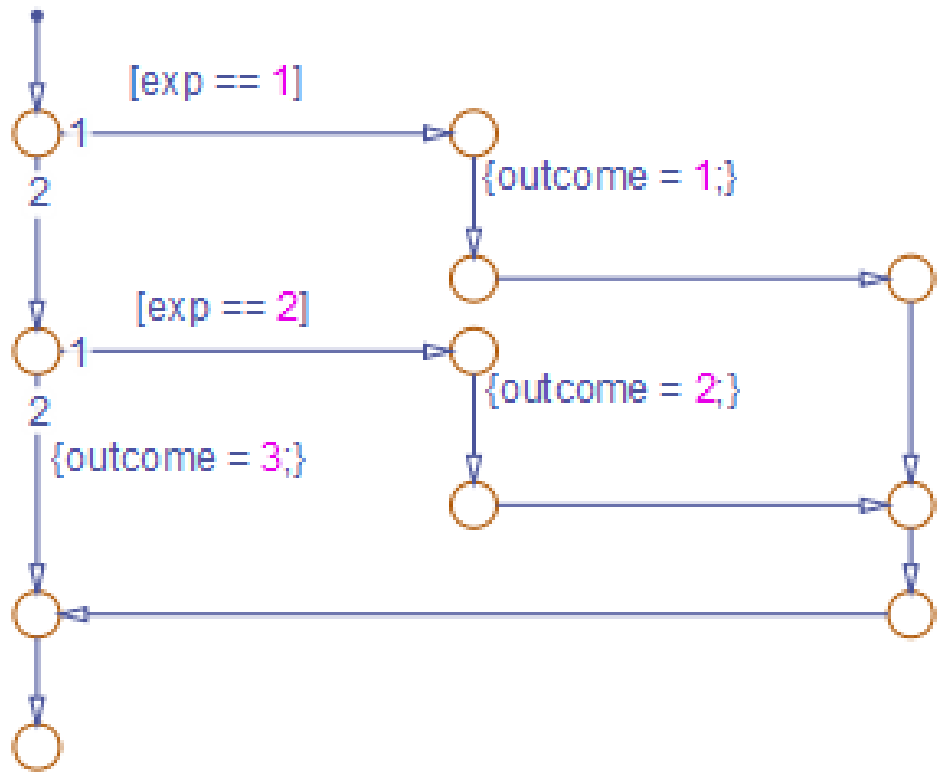 [exp == 1]
1
{outcome = 1;}
2
[exp == 2]
1
{outcome = 2;}
2
{outcome = 3;}